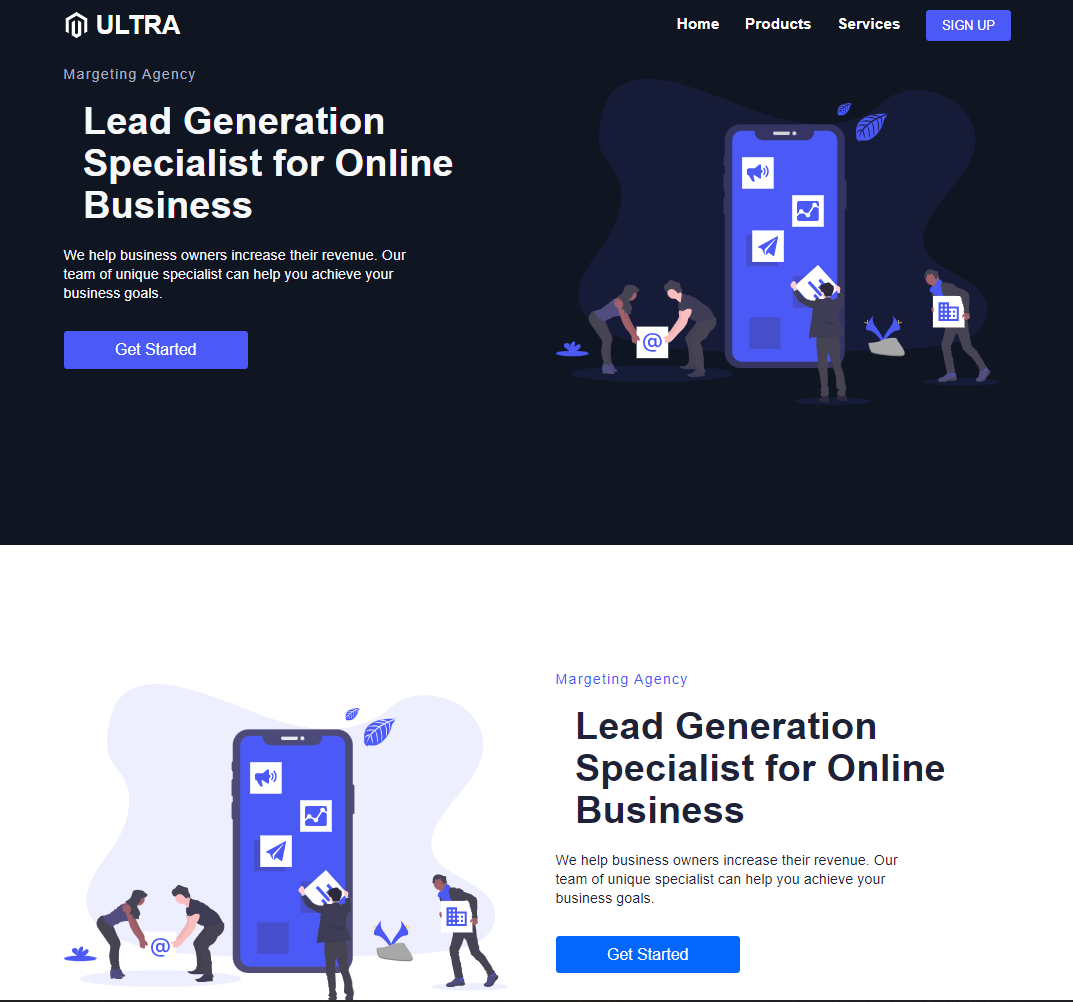 ULTRA
Home
Products
Services
SIGN UP
Margeting Agency
Lead Generation
Specialist for Online
Business
We help business owners increase their revenue. Our
team of unique specialist can help you achieve your
business goals.
Get Started
@
Margeting Agency
Lead Generation
Specialist for Online
Business
We help business owners increase their revenue. Our
team of unique specialist can help you achieve your
business goals.
Get Started
@